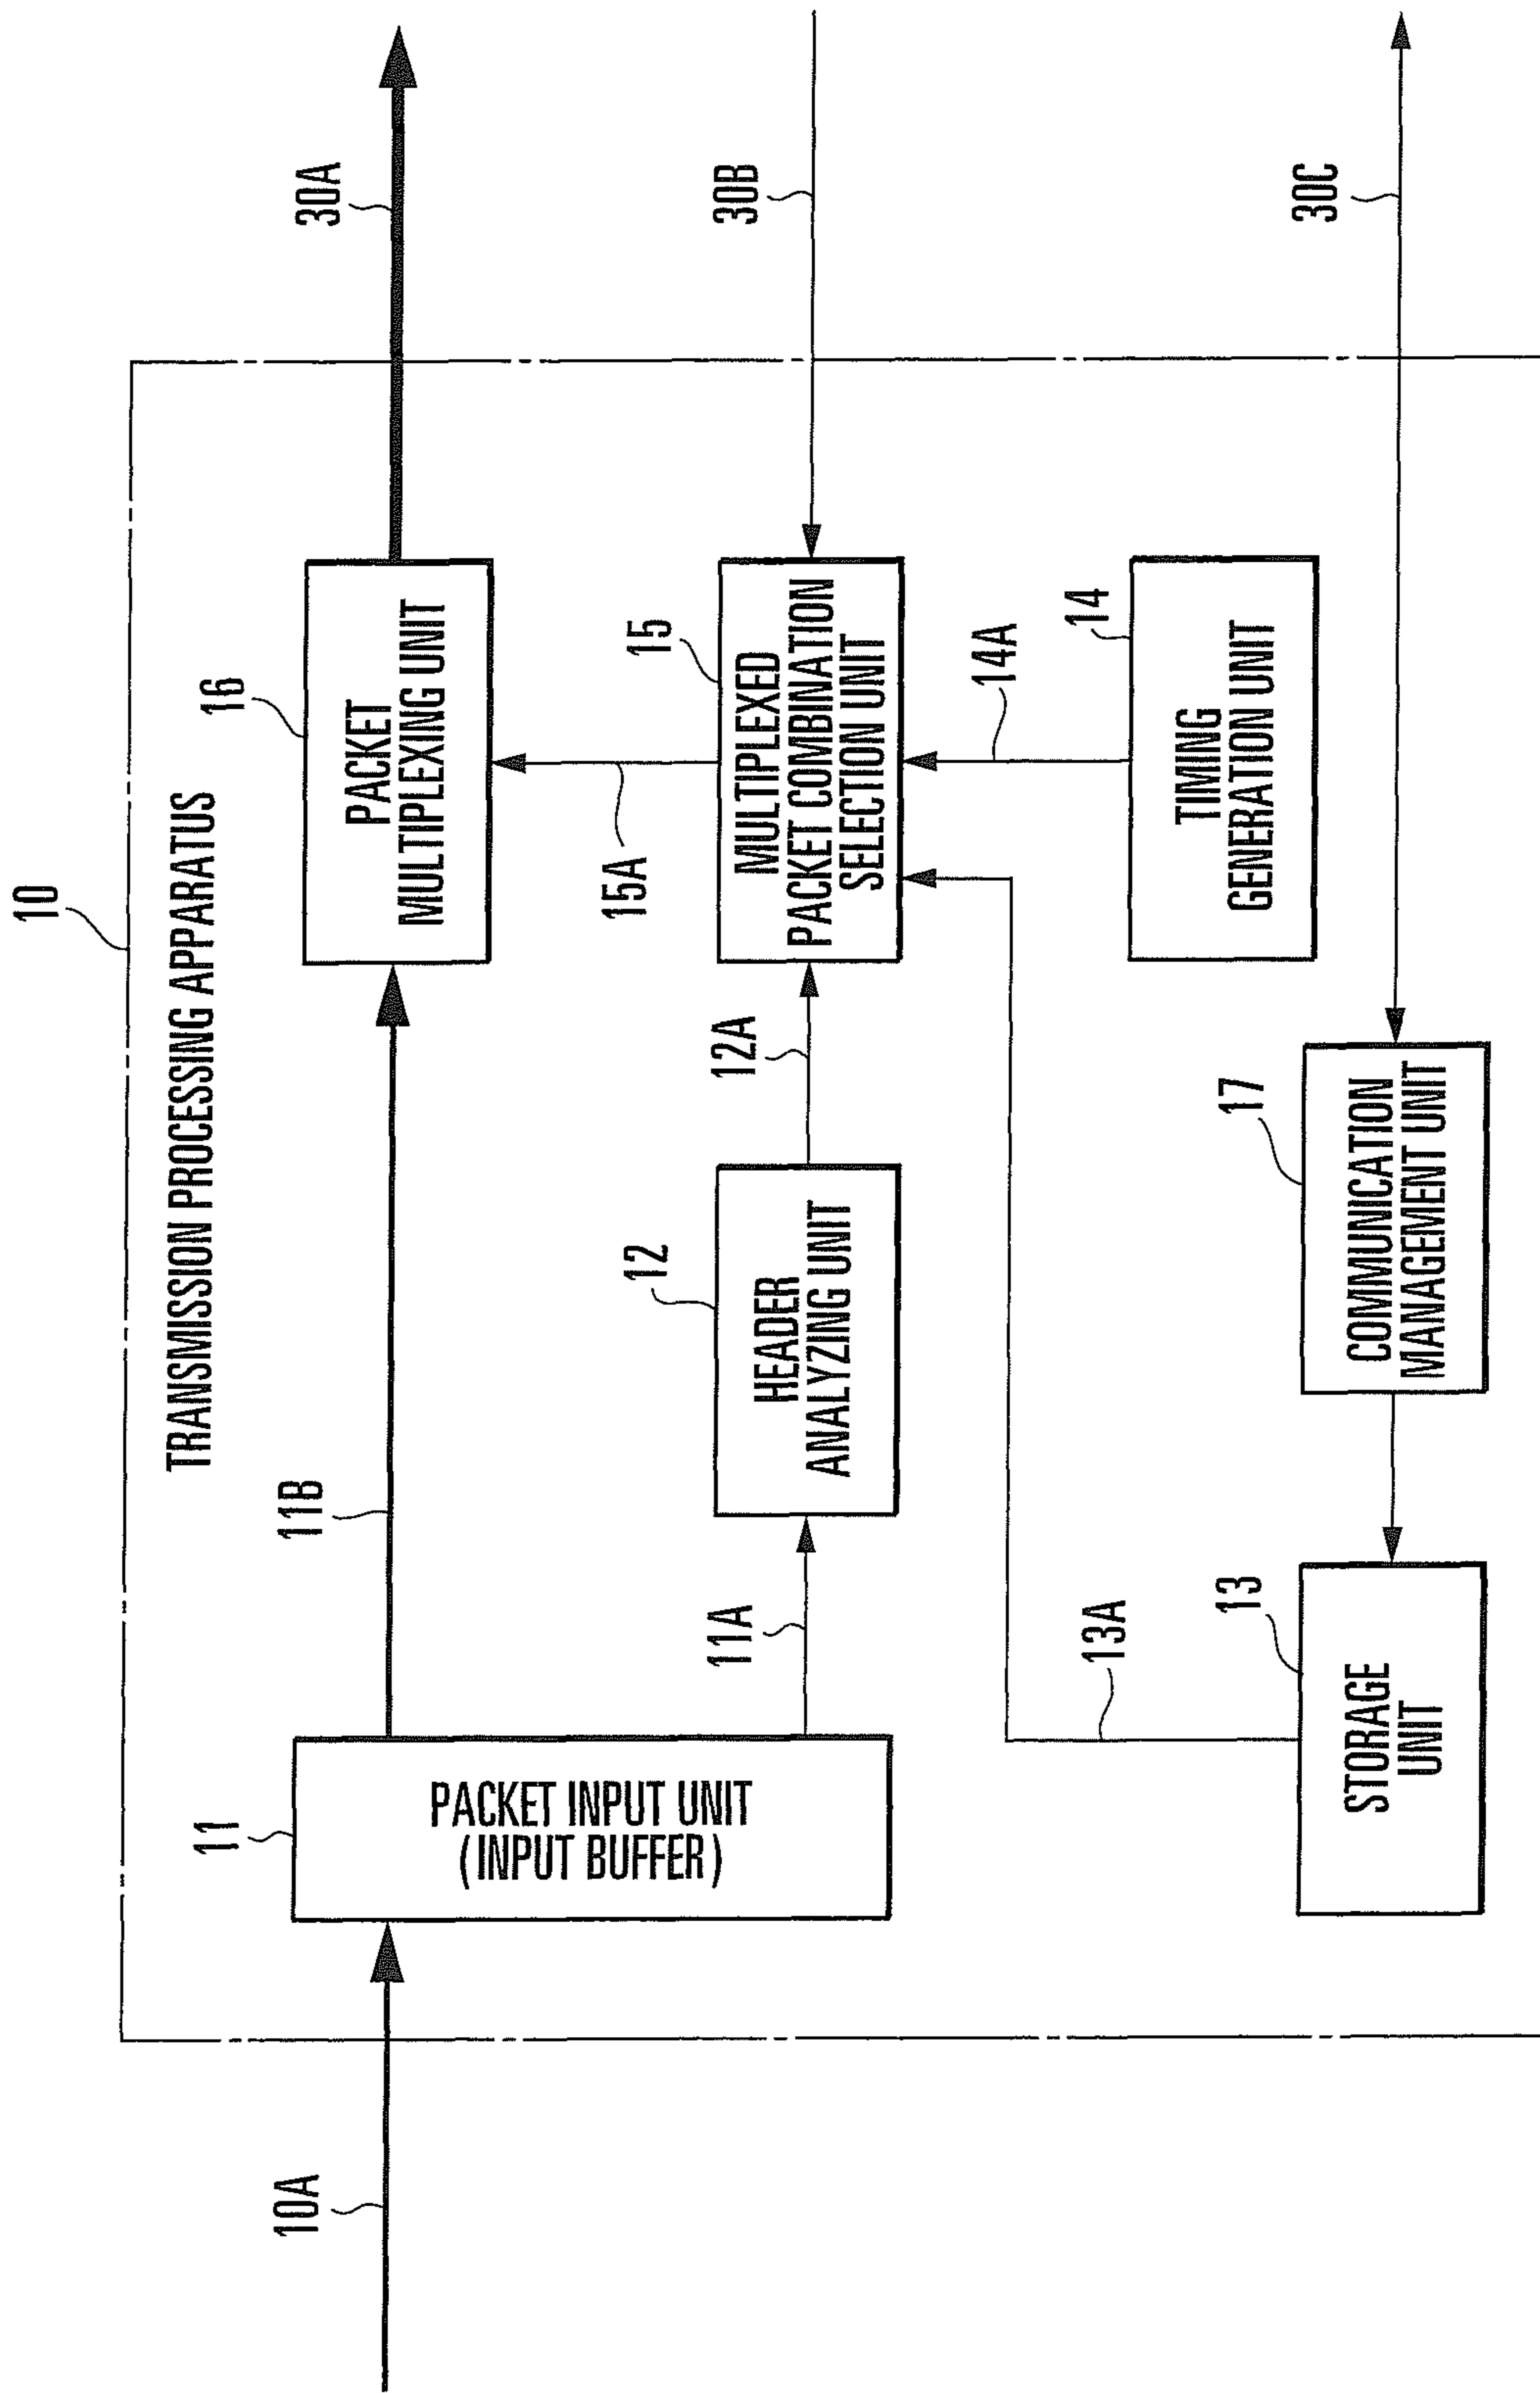 10
TRANSMISSION PROCESSING APPARATUS
10A
11
PACKET INPUT UNIT
(INPUT BUFFER)
11B
16
PACKET
MULTIPLEXING UNIT
30A
11A
12
HEADER
ANALYZING UNIT
12A
15A
15
MULTIPLEXED
PACKET COMBINATION
SELECTION UNIT
30B
13A
14A
14
TIMING
GENERATION UNIT
13
STORAGE
UNIT
17
COMMUNICATION
MANAGEMENT UNIT
30C